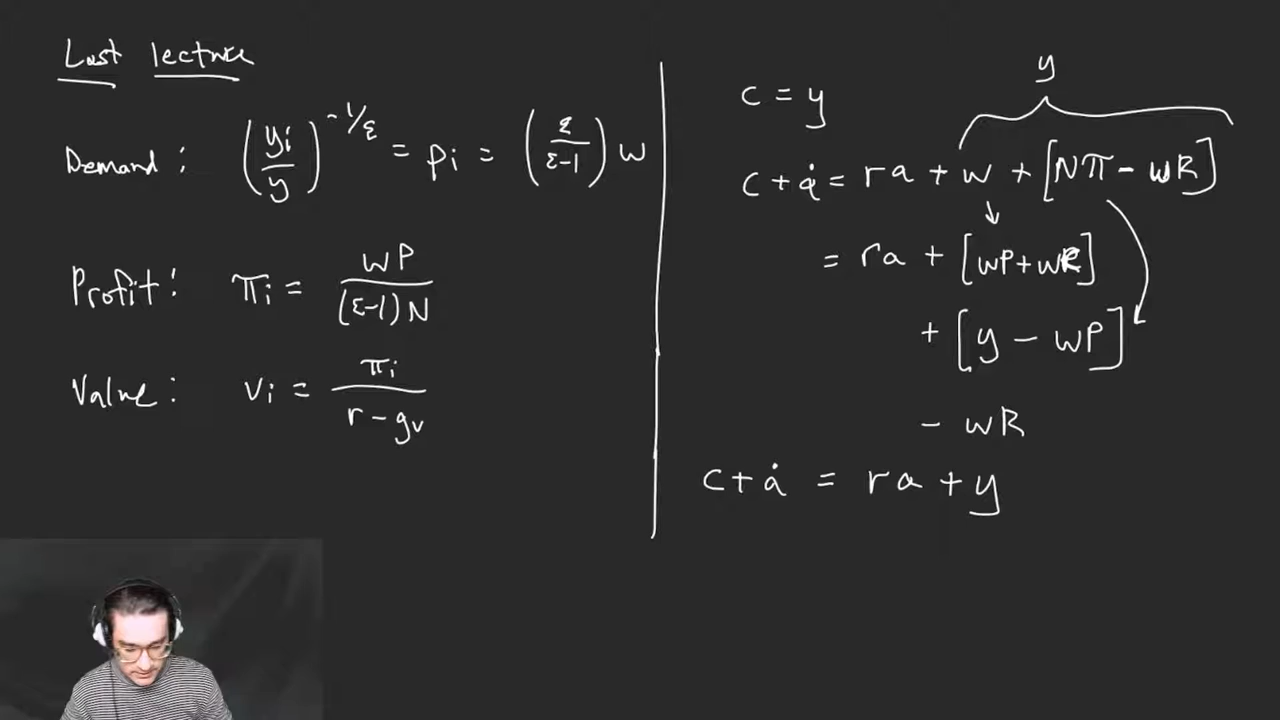 Last lecture
Demand: (yi/y)^(-1/ε) = pi = (ε/(ε-1)) w
Profit: πi = wP/((ε-1)N)
Value: vi = πi/(r - gv)
y
c = y
c + ȧ = ra + w + [Nπ - wR]
= ra + [wP + wR]
+ [y - wP]
- wR
c + ȧ = ra + y